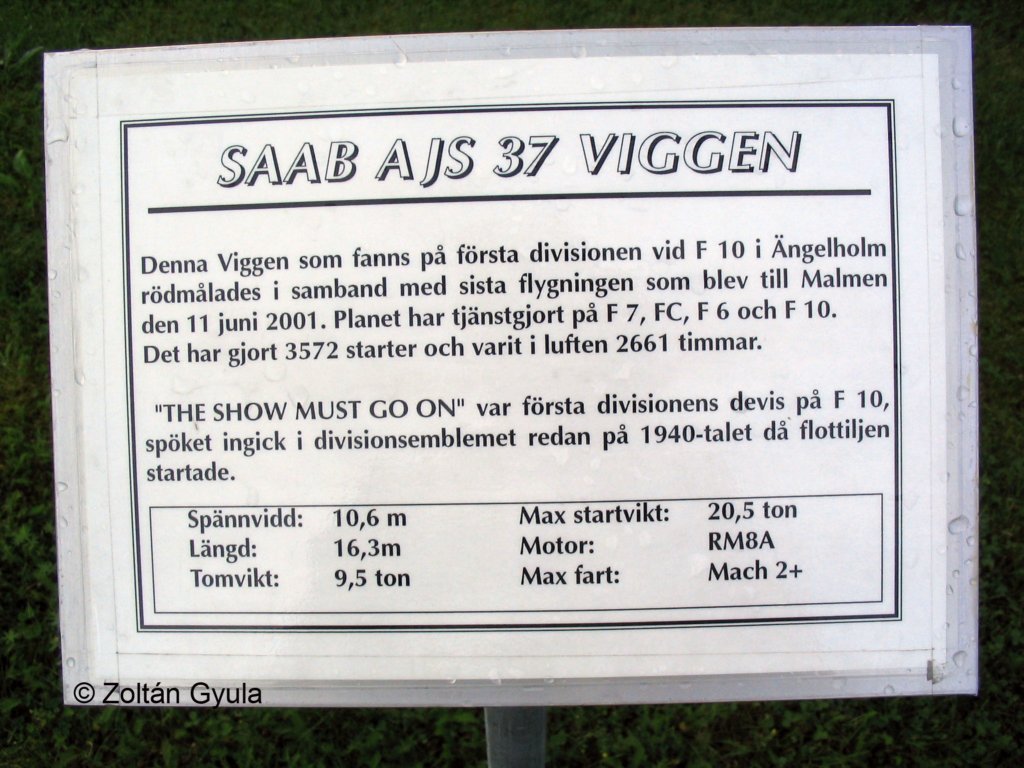 SAAB AJS 37 VIGGEN
Denna Viggen som fanns på första divisionen vid F 10 i Ängelholm
rödmålades i samband med sista flygningen som blev till Malmen
den 11 juni 2001. Planet har tjänstgjort på F 7, FC, F 6 och F 10.
Det har gjort 3572 starter och varit i luften 2661 timmar.
"THE SHOW MUST GO ON" var första divisionens devis på F 10,
spöket ingick i divisionsemblemet redan på 1940-talet då flottiljen
startade.
Spännvidd: 10,6 m Max startvikt: 20,5 ton
Längd: 16,3m Motor: RM8A
Tomvikt: 9,5 ton Max fart: Mach 2+
© Zoltán Gyula